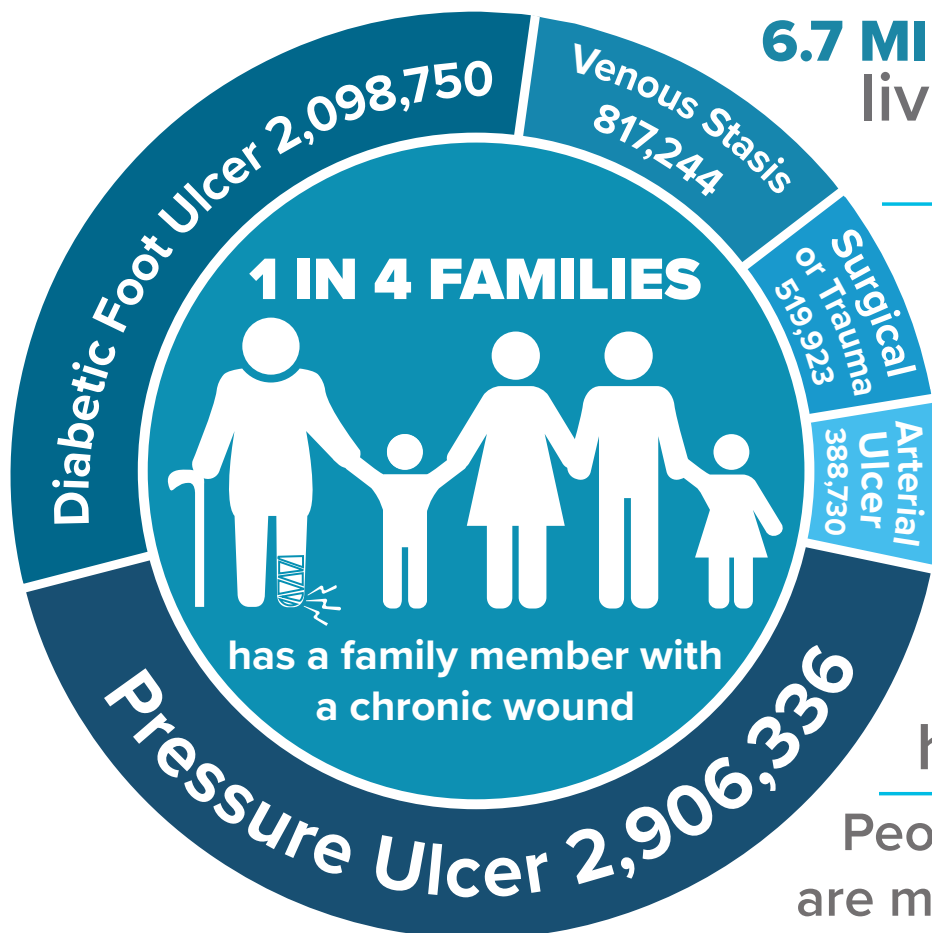 6.7 MI
liv
Diabetic Foot Ulcer 2,098,750
Venous Stasis
817,244
Surgical
or Trauma
519,923
Arterial
Ulcer
388,730
1 IN 4 FAMILIES
has a family member with
a chronic wound
Pressure Ulcer 2,906,336
h
Peo
are m